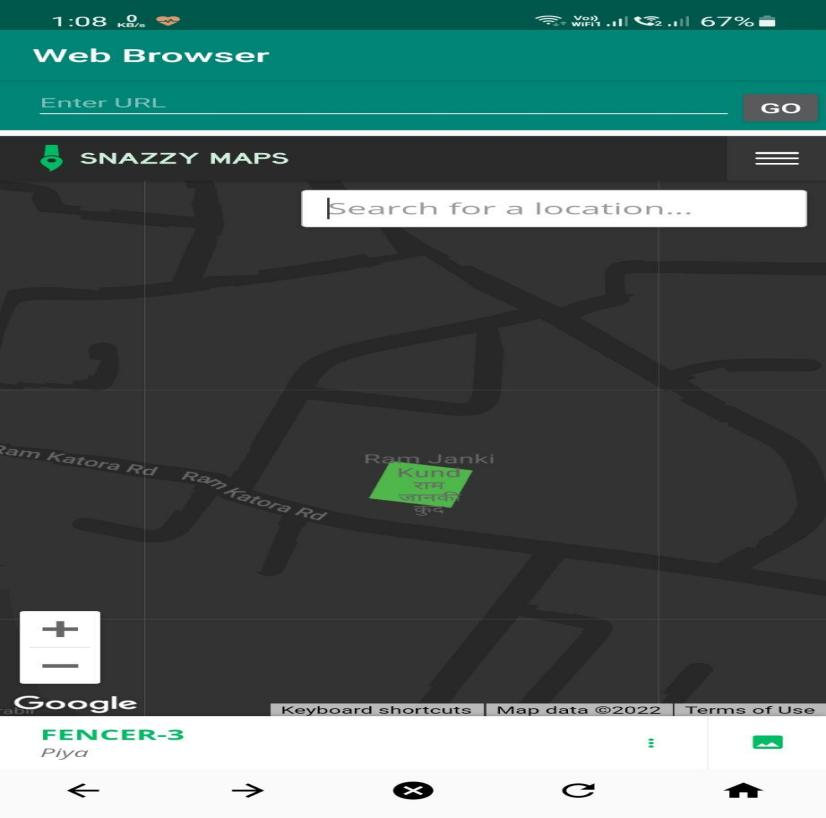 1:08 0 KB/s Vo)) WiFi1 2 67%
Web Browser
Enter URL
GO
SNAZZY MAPS
Search for a location...
Ram Katora Rd
Ram Katora Rd
Ram Janki
Kund
राम
जानकी
कुंद
Google
Keyboard shortcuts
Map data ©2022
Terms of Use
FENCER-3
Piya